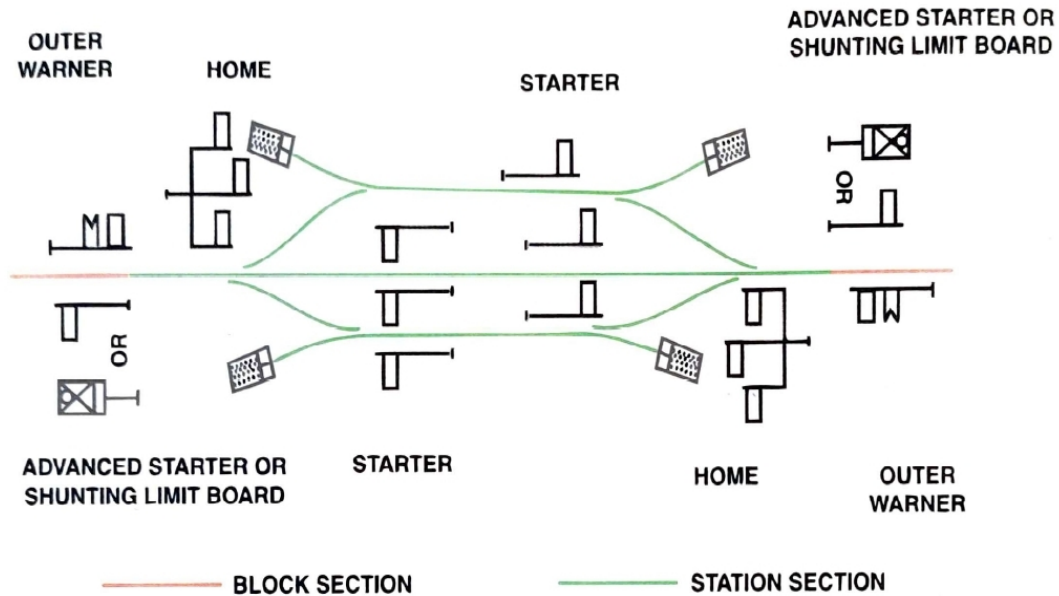 ADVANCED STARTER OR
SHUNTING LIMIT BOARD
OUTER
WARNER
HOME
STARTER
OR
OR
ADVANCED STARTER OR
SHUNTING LIMIT BOARD
STARTER
HOME
OUTER
WARNER
BLOCK SECTION
STATION SECTION